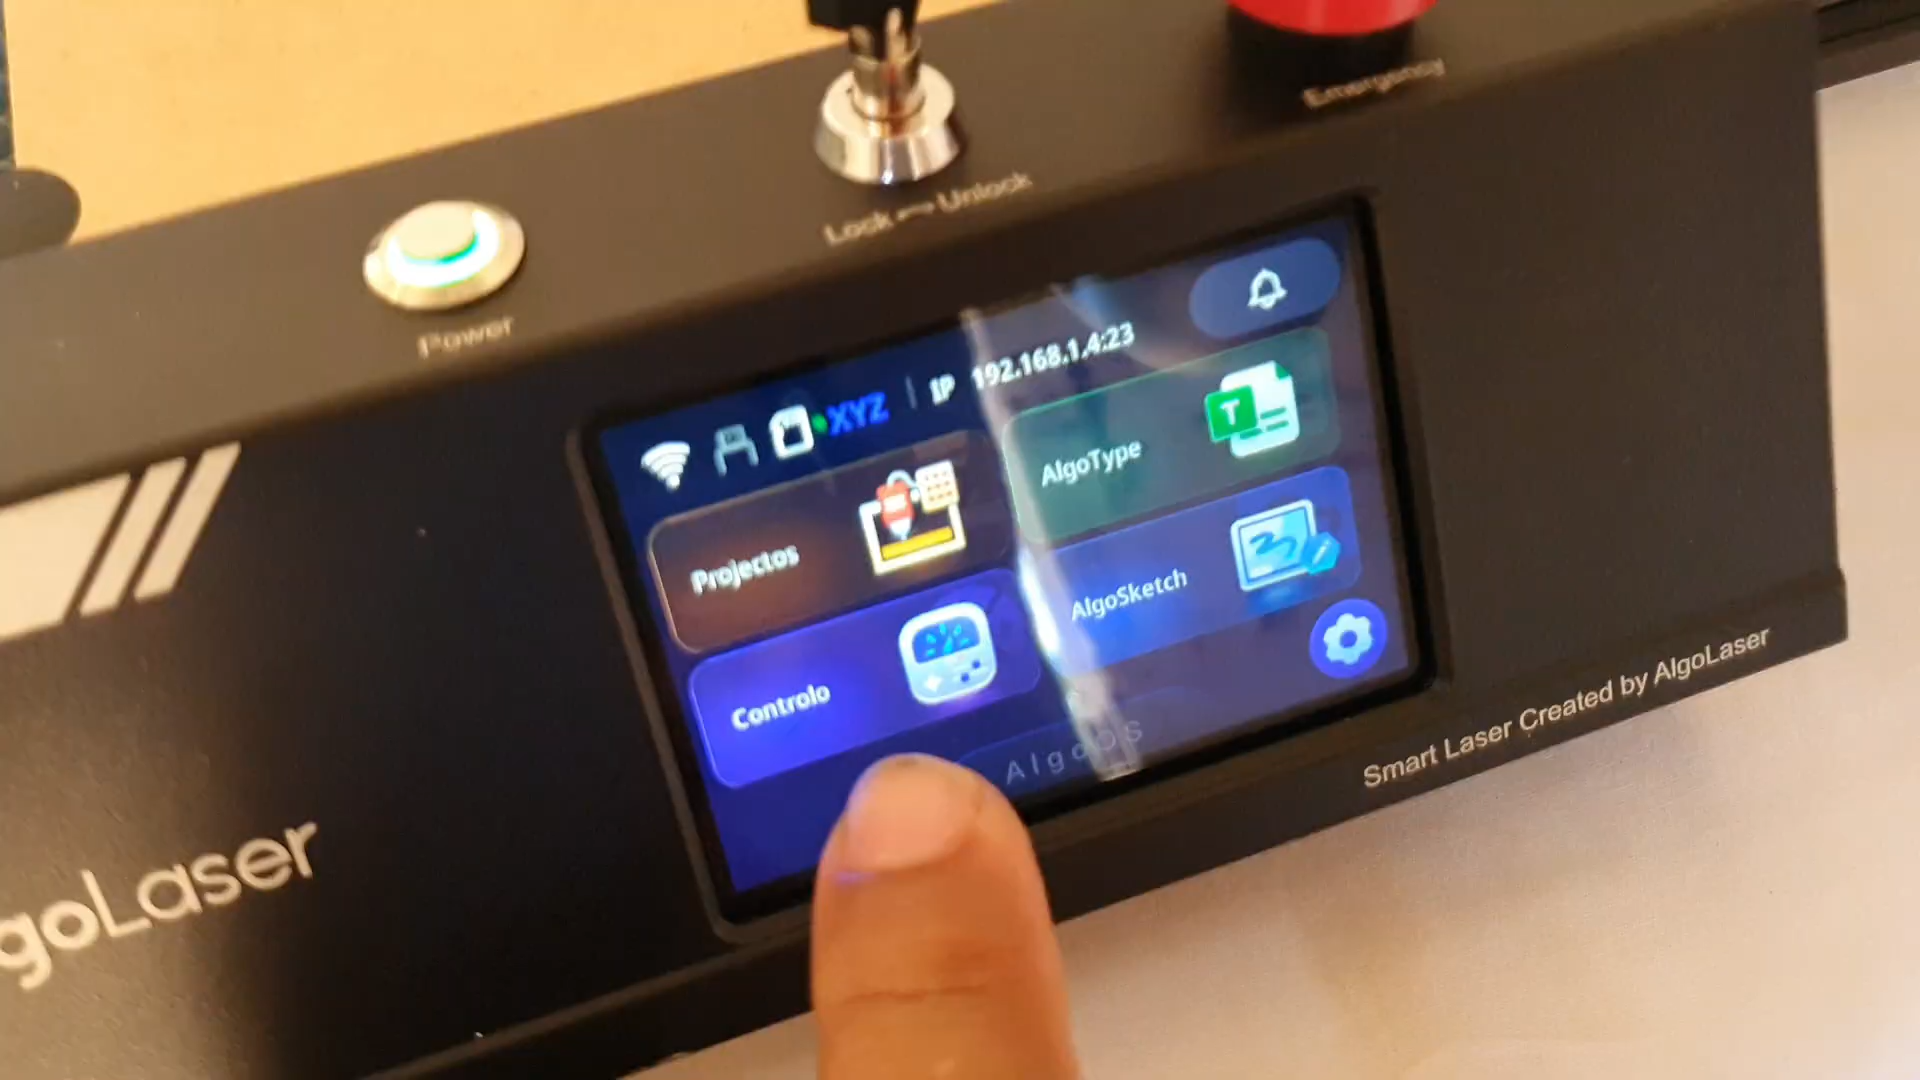 Emergency
Lock Unlock
Power
XYZ IP 192.168.1.4:23
Projectos
AlgoType
T
Controlo
AlgoSketch
AlgoOS
goLaser
Smart Laser Created by AlgoLaser